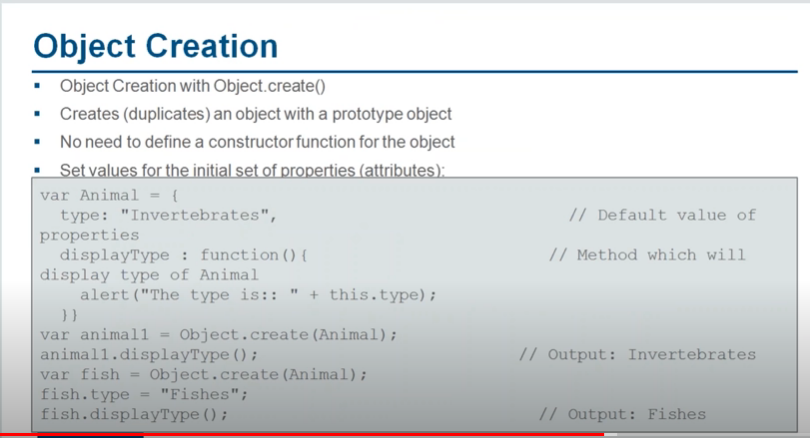 Object Creation
Object Creation with Object.create()
Creates (duplicates) an object with a prototype object
No need to define a constructor function for the object
Set values for the initial set of properties (attributes):
var Animal = {
type: "Invertebrates", // Default value of
properties
displayType : function(){ // Method which will
display type of Animal
alert("The type is:: " + this.type);
}}
var animal1 = Object.create(Animal);
animal1.displayType(); // Output: Invertebrates
var fish = Object.create(Animal);
fish.type = "Fishes";
fish.displayType(); // Output: Fishes